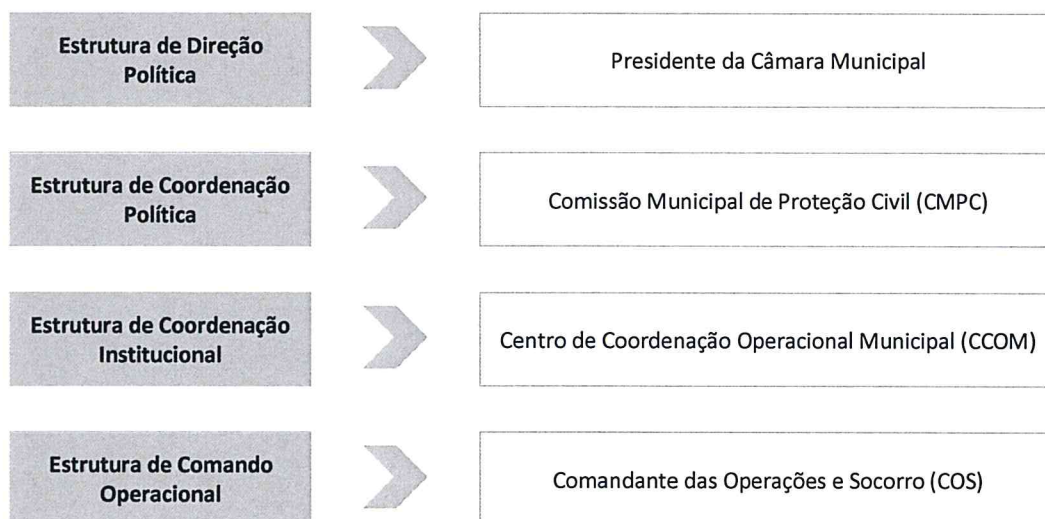 Estrutura de Direção
Política
Presidente da Câmara Municipal
Estrutura de Coordenação
Política
Comissão Municipal de Proteção Civil (CMPC)
Estrutura de Coordenação
Institucional
Centro de Coordenação Operacional Municipal (CCOM)
Estrutura de Comando
Operacional
Comandante das Operações e Socorro (COS)